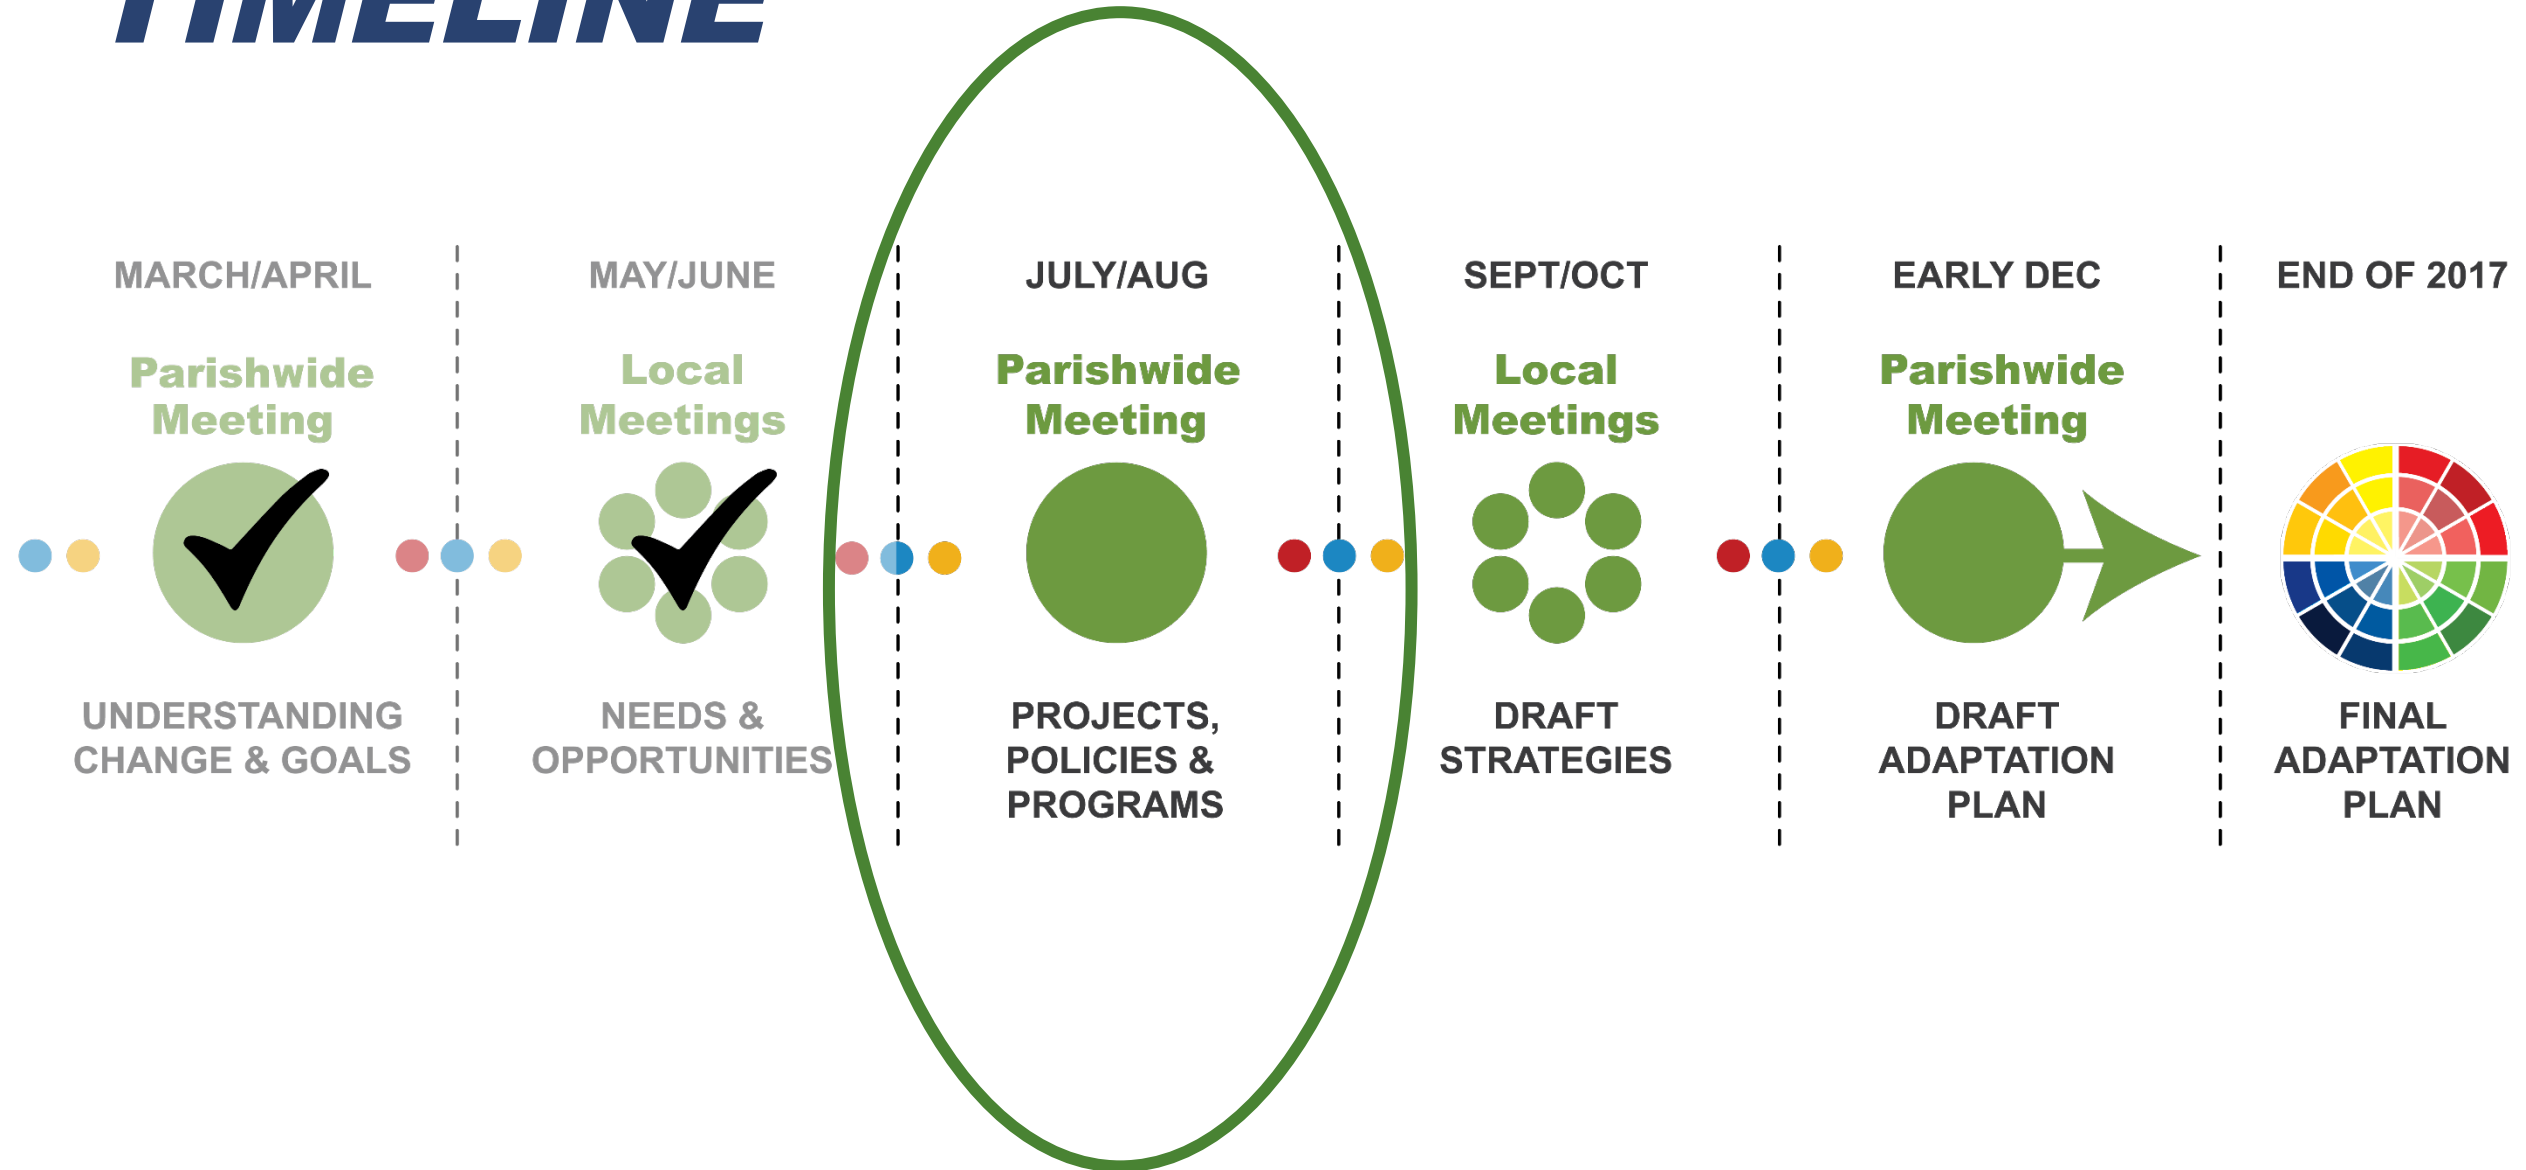 TIMELINE
MARCH/APRIL
Parishwide
Meeting
UNDERSTANDING
CHANGE & GOALS
MAY/JUNE
Local
Meetings
NEEDS &
OPPORTUNITIES
JULY/AUG
Parishwide
Meeting
PROJECTS,
POLICIES &
PROGRAMS
SEPT/OCT
Local
Meetings
DRAFT
STRATEGIES
EARLY DEC
Parishwide
Meeting
DRAFT
ADAPTATION
PLAN
END OF 2017
FINAL
ADAPTATION
PLAN